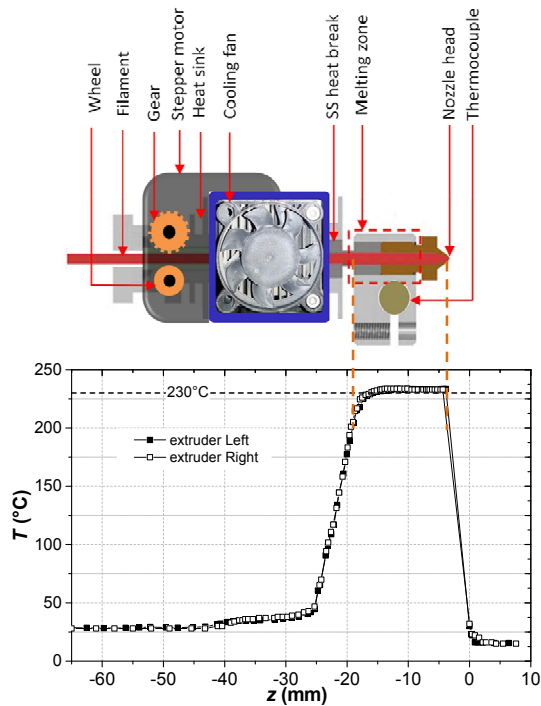 Wheel
Filament
Gear
Stepper motor
Heat sink
Cooling fan
SS heat break
Melting zone
Nozzle head
Thermocouple
250
200
150
100
50
0
T (°C)
230°C
extruder Left
extruder Right
-60
-50
-40
-30
-20
-10
0
10
z (mm)